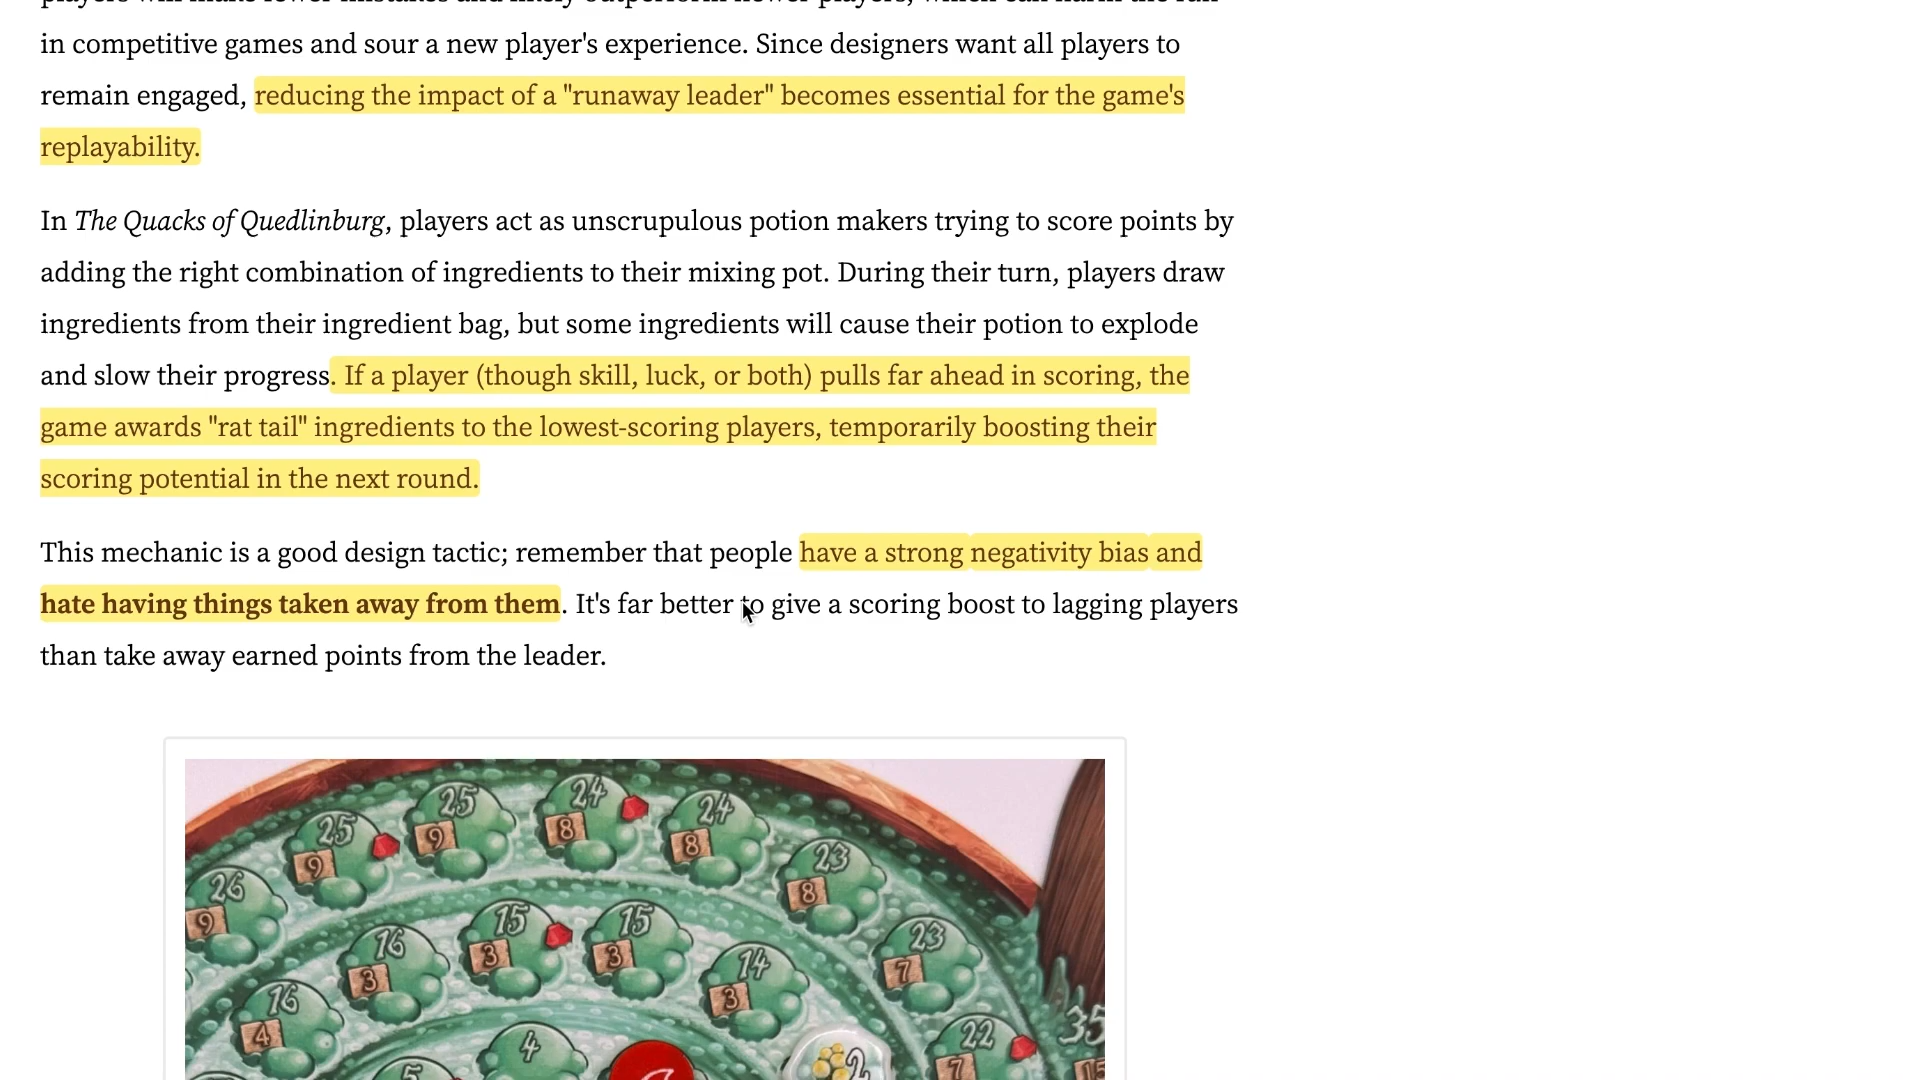 in competitive games and sour a new player's experience. Since designers want all players to
remain engaged, reducing the impact of a "runaway leader" becomes essential for the game's
replayability.
In The Quacks of Quedlinburg, players act as unscrupulous potion makers trying to score points by
adding the right combination of ingredients to their mixing pot. During their turn, players draw
ingredients from their ingredient bag, but some ingredients will cause their potion to explode
and slow their progress. If a player (though skill, luck, or both) pulls far ahead in scoring, the
game awards "rat tail" ingredients to the lowest-scoring players, temporarily boosting their
scoring potential in the next round.
This mechanic is a good design tactic; remember that people have a strong negativity bias and
hate having things taken away from them. It's far better to give a scoring boost to lagging players
than take away earned points from the leader.
25 24 24
25 9 8 8 23
26 9 8
9 15 15 23
16 3 3 14 7
16 3 3
4 4 2 22 35
5 7 15